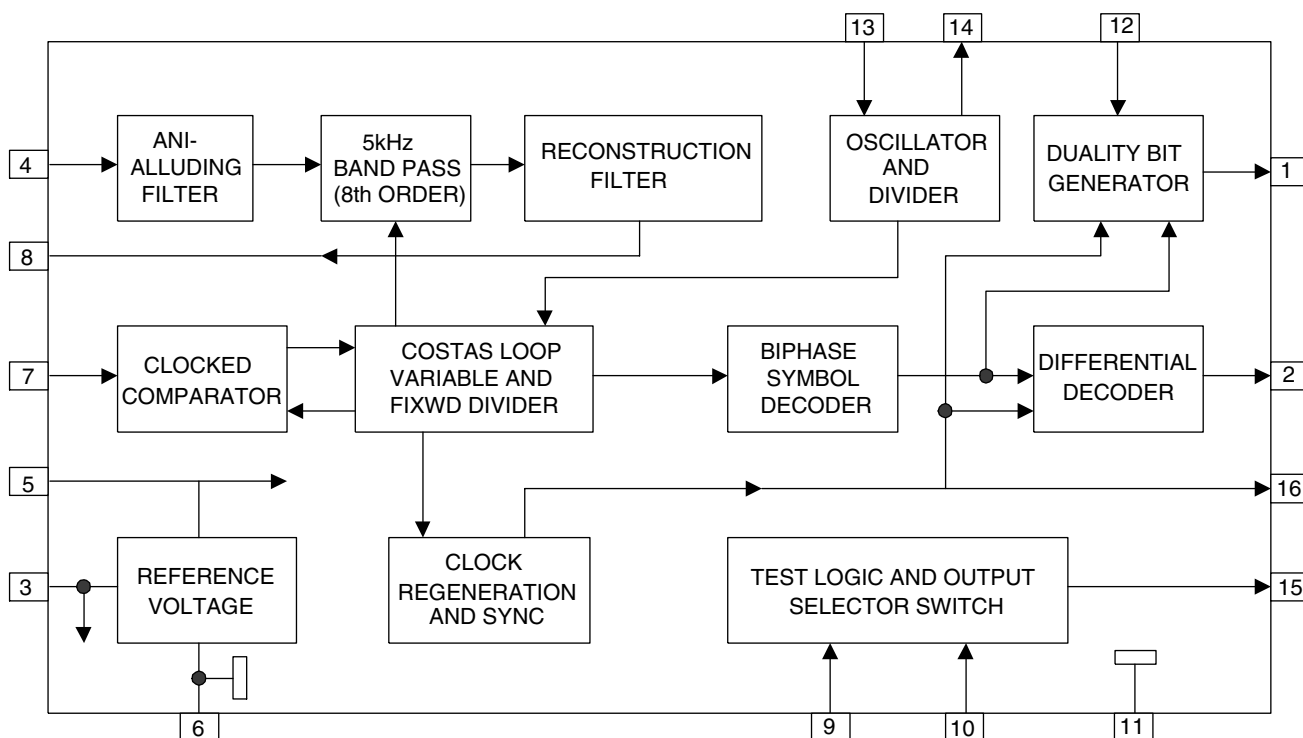 13
14
12
4
ANI-
ALLUDING
FILTER
5kHz
BAND PASS
(8th ORDER)
RECONSTRUCTION
FILTER
OSCILLATOR
AND
DIVIDER
DUALITY BIT
GENERATOR
1
8
7
CLOCKED
COMPARATOR
COSTAS LOOP
VARIABLE AND
FIXWD DIVIDER
BIPHASE
SYMBOL
DECODER
DIFFERENTIAL
DECODER
2
5
16
3
REFERENCE
VOLTAGE
CLOCK
REGENERATION
AND SYNC
TEST LOGIC AND OUTPUT
SELECTOR SWITCH
15
6
9
10
11